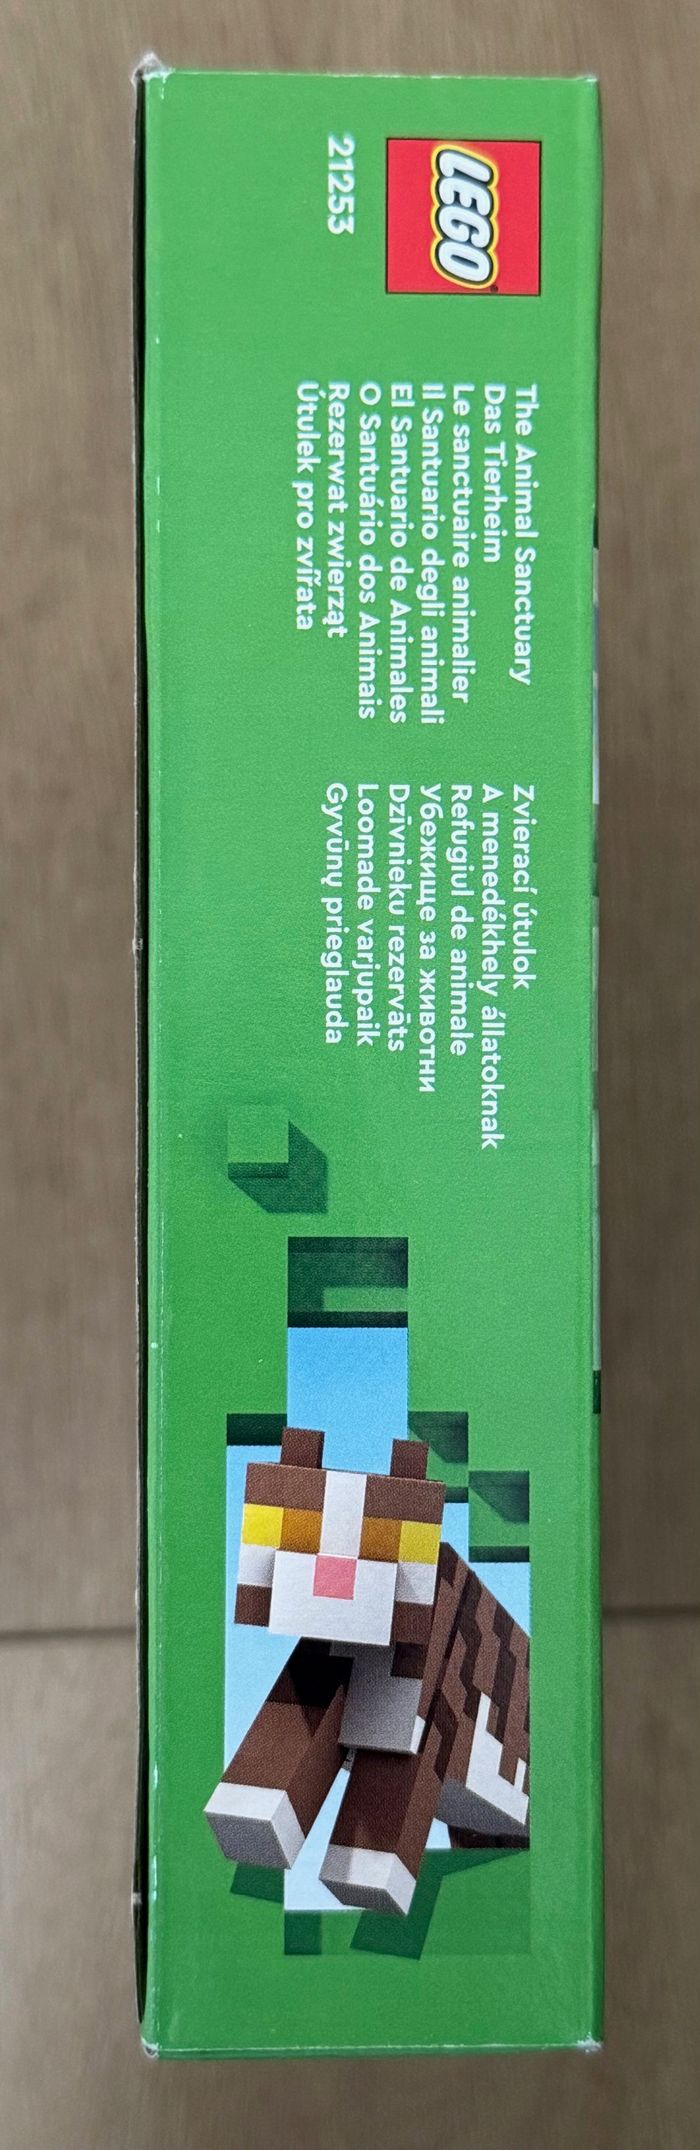 LEGO
21253
The Animal Sanctuary
Das Tierheim
Le sanctuaire animalier
Il Santuario degli animali
El Santuario de Animales
O Santuário dos Animais
Rezerwat zwierząt
Útulek pro zvířata
Zvierací útulok
A menedékhely állatoknak
Refugiul de animale
Убежище за животни
Dzīvnieku rezervāts
Loomade varjupaik
Gyvūnų prieglauda